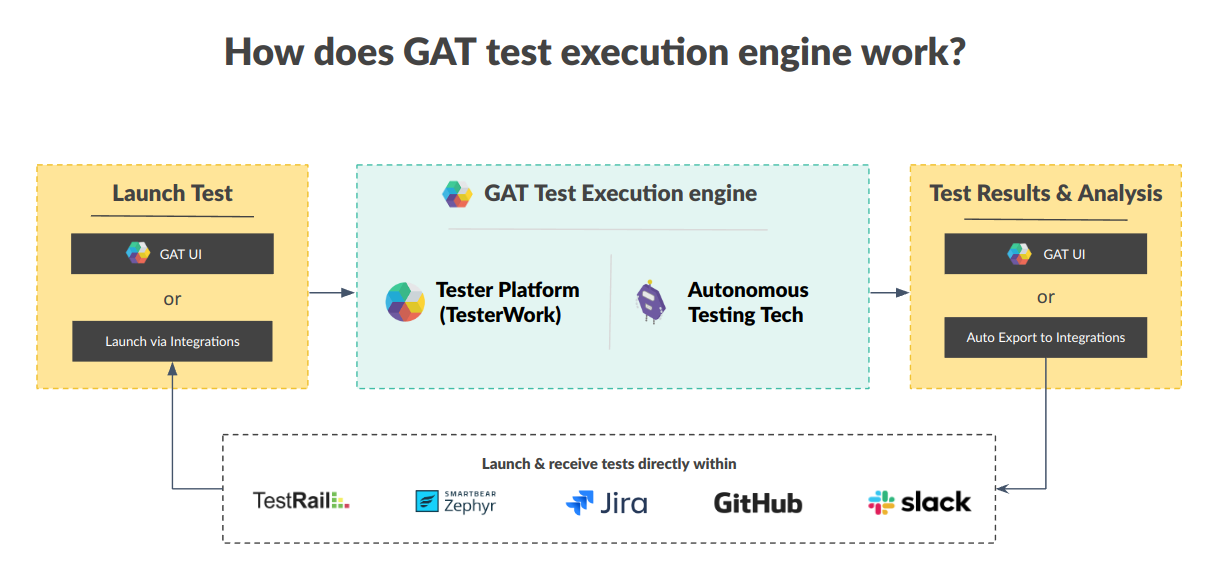 How does GAT test execution engine work?
Launch Test
GAT UI
or
Launch via Integrations
GAT Test Execution engine
Tester Platform
(TesterWork)
Autonomous
Testing Tech
Test Results & Analysis
GAT UI
or
Auto Export to Integrations
Launch & receive tests directly within
TestRail
SMARTBEAR
Zephyr
Jira
GitHub
slack